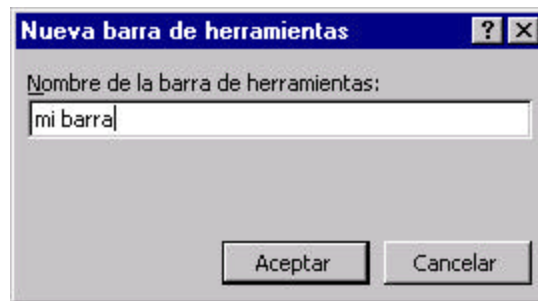 Nueva barra de herramientas
Nombre de la barra de herramientas:
mi barra
Aceptar Cancelar